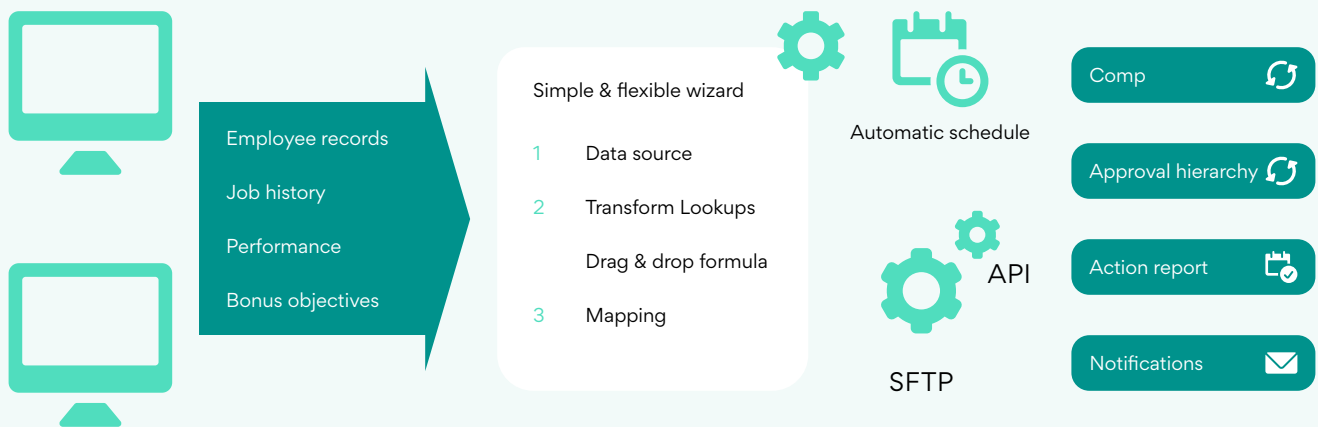 Employee records
Job history
Performance
Bonus objectives
Simple & flexible wizard
1 Data source
2 Transform Lookups
Drag & drop formula
3 Mapping
Automatic schedule
API
SFTP
Comp
Approval hierarchy
Action report
Notifications